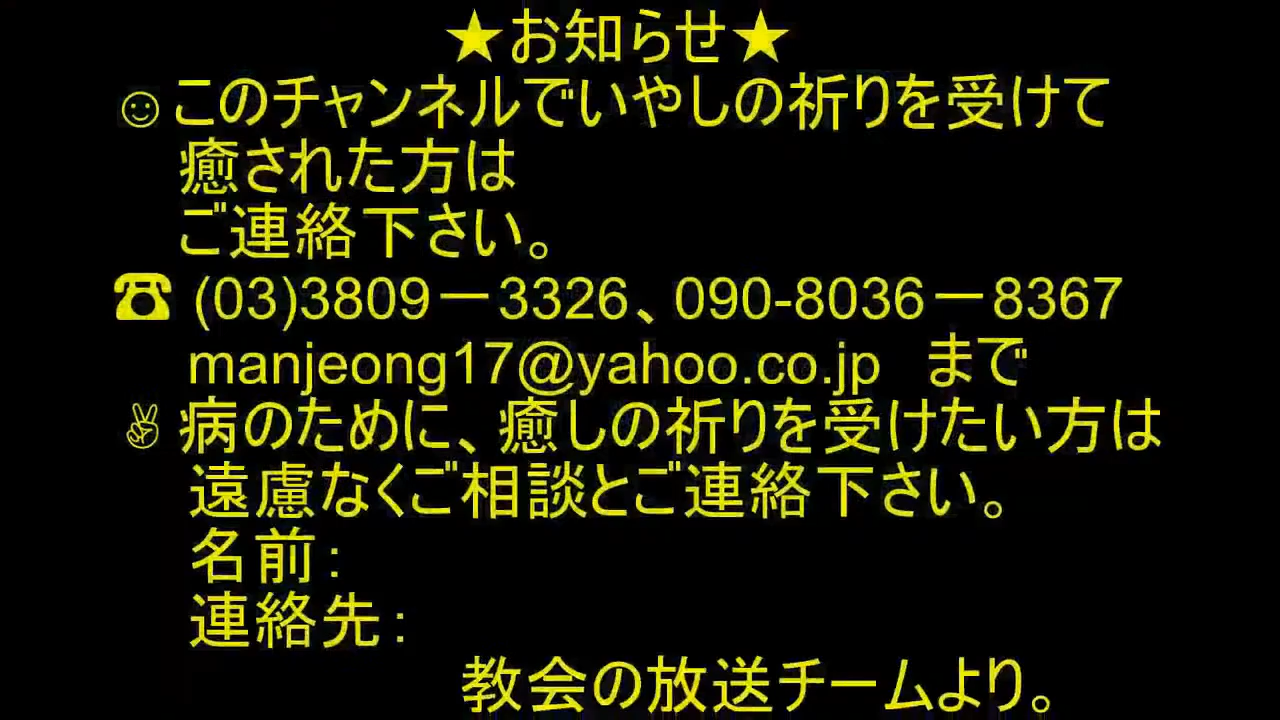 ★お知らせ★
☺このチャンネルでいやしの祈りを受けて
癒された方は
ご連絡下さい。
☎ (03)3809－3326、090-8036－8367
manjeong17@yahoo.co.jp　まで
✌病のために、癒しの祈りを受けたい方は
遠慮なくご相談とご連絡下さい。
名前：
連絡先：
教会の放送チームより。